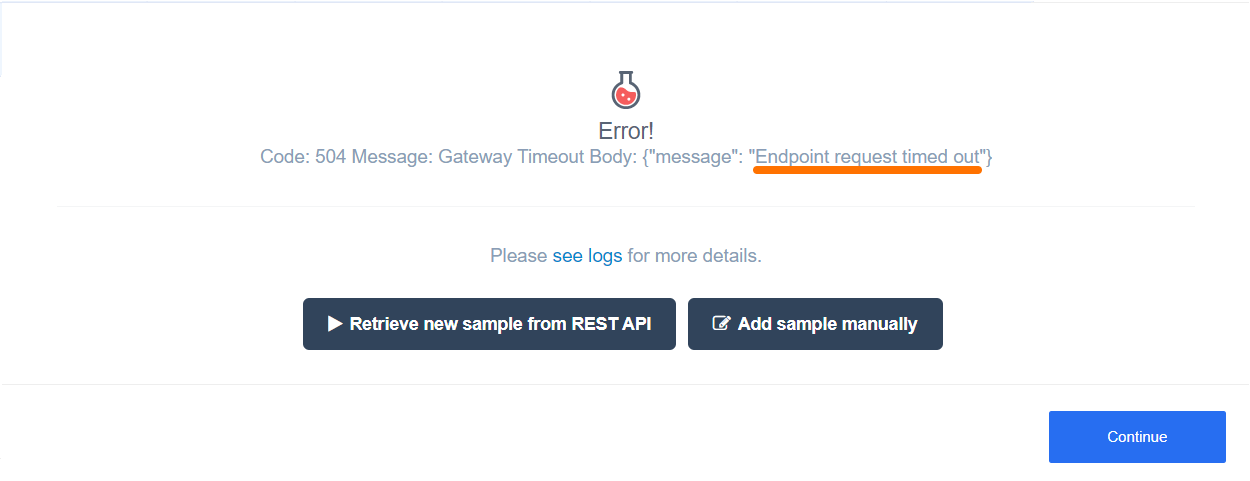 Error!
Code: 504 Message: Gateway Timeout Body: {"message": "Endpoint request timed out"}
Please see logs for more details.
Retrieve new sample from REST API
Add sample manually
Continue